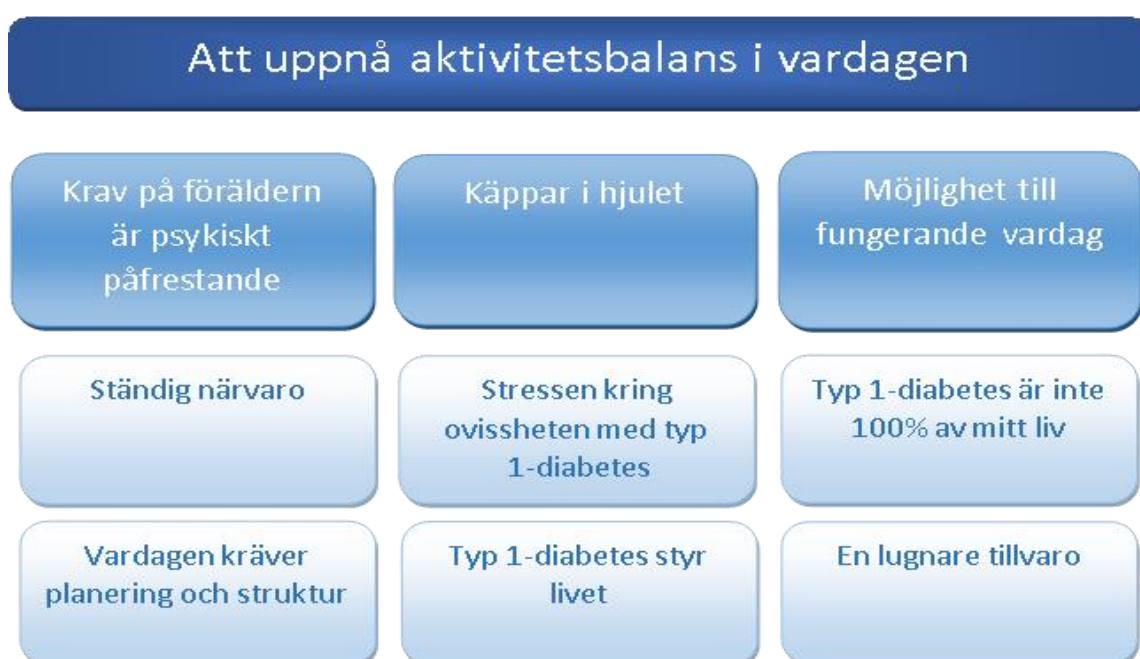 Att uppnå aktivitetsbalans i vardagen
Krav på föräldern
är psykiskt
påfrestande
Käppar i hjulet
Möjlighet till
fungerande vardag
Ständig närvaro
Stressen kring
ovissheten med typ
1-diabetes
Typ 1-diabetes är inte
100% av mitt liv
Vardagen kräver
planering och struktur
Typ 1-diabetes styr
livet
En lugnare tillvaro